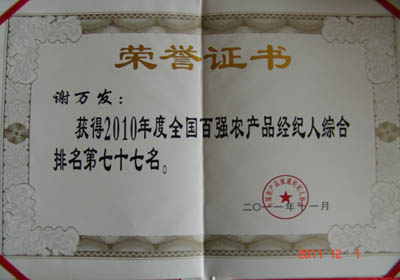 荣誉证书
谢万发：
获得2010年度全国百强农产品经纪人综合
排名第七十七名。
二〇一一年十一月
2011 12 1